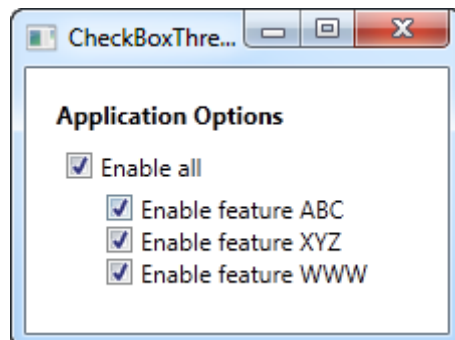 CheckBoxThre...
Application Options
Enable all
Enable feature ABC
Enable feature XYZ
Enable feature WWW